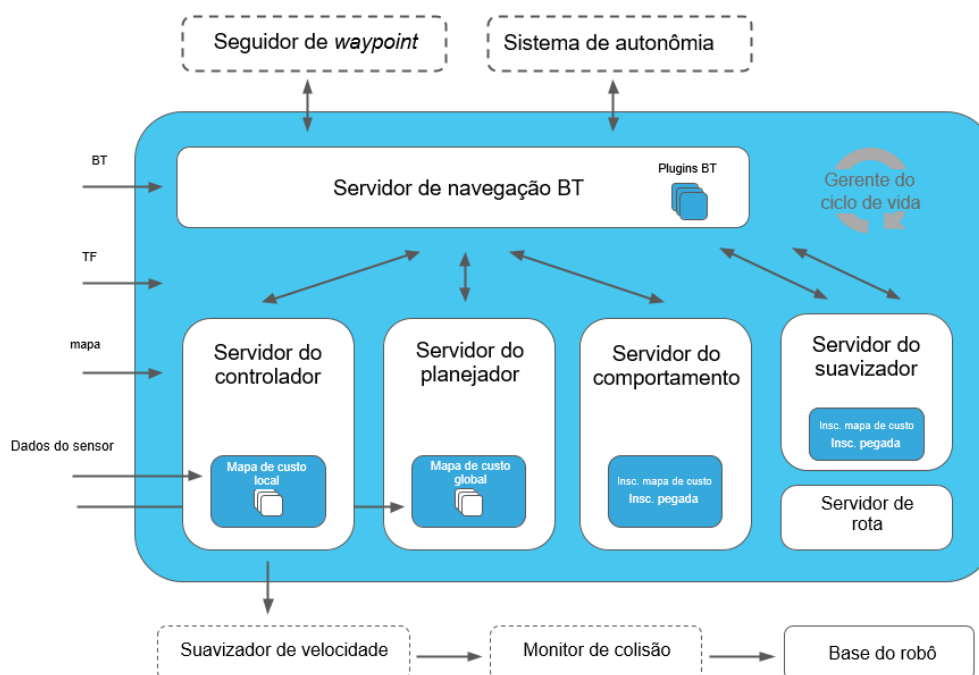 Seguidor de waypoint
Sistema de autonômia
BT
Servidor de navegação BT
Plugins BT
Gerente do
ciclo de vida
TF
mapa
Dados do sensor
Servidor do
controlador
Mapa de custo
local
Servidor do
planejador
Mapa de custo
global
Servidor do
comportamento
Insc. mapa de custo
Insc. pegada
Servidor do
suavizador
Insc. mapa de custo
Insc. pegada
Servidor de
rota
Suavizador de velocidade
Monitor de colisão
Base do robô